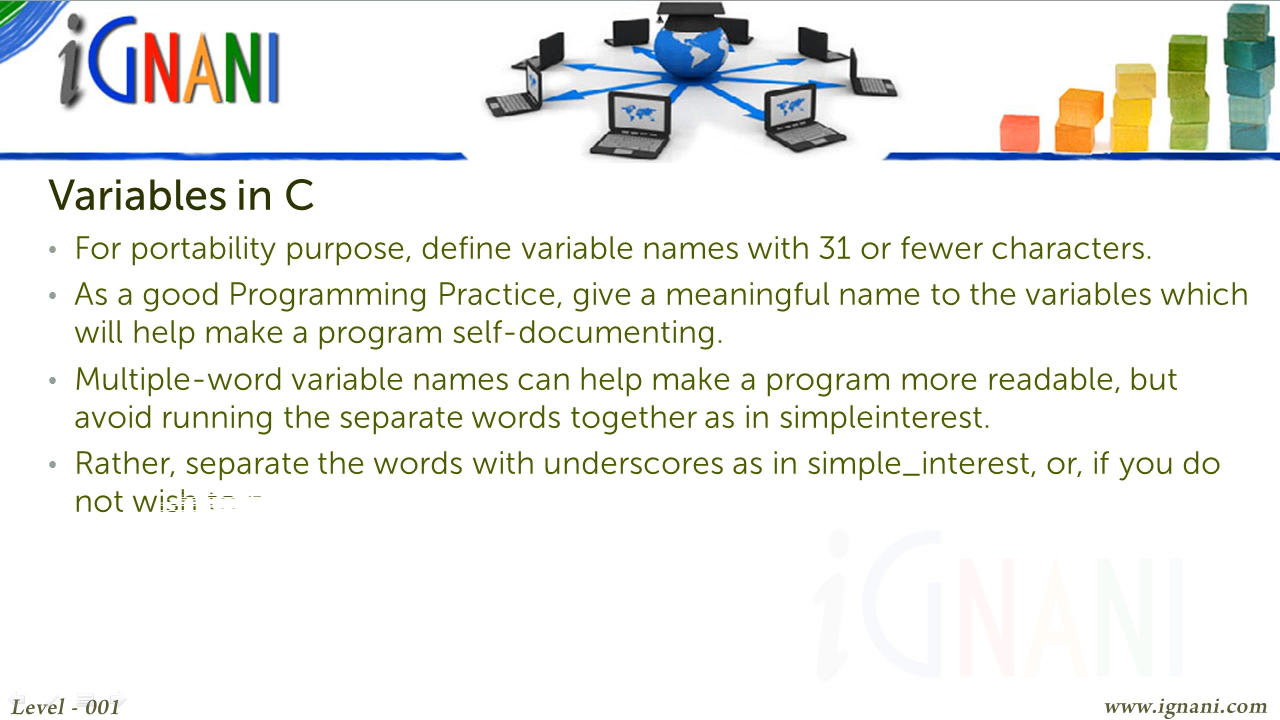 iGNANI
Variables in C
• For portability purpose, define variable names with 31 or fewer characters.
• As a good Programming Practice, give a meaningful name to the variables which
will help make a program self-documenting.
• Multiple-word variable names can help make a program more readable, but
avoid running the separate words together as in simpleinterest.
• Rather, separate the words with underscores as in simple_interest, or, if you do
not wish to
iGNANI
Level - 001
www.ignani.com